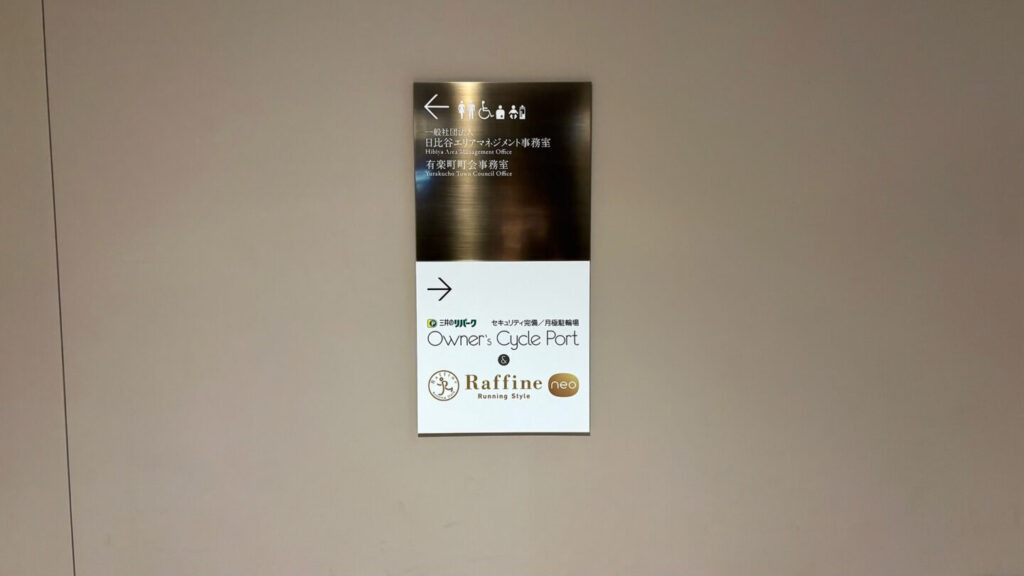 一般社団法人
日比谷エリアマネジメント事務室
Hibiya Area Management Office
有楽町町会事務室
Yurakucho Town Council Office
三井のリパーク セキュリティ完備/月極駐輪場
Owner's Cycle Port
&
Raffine neo
Running Style